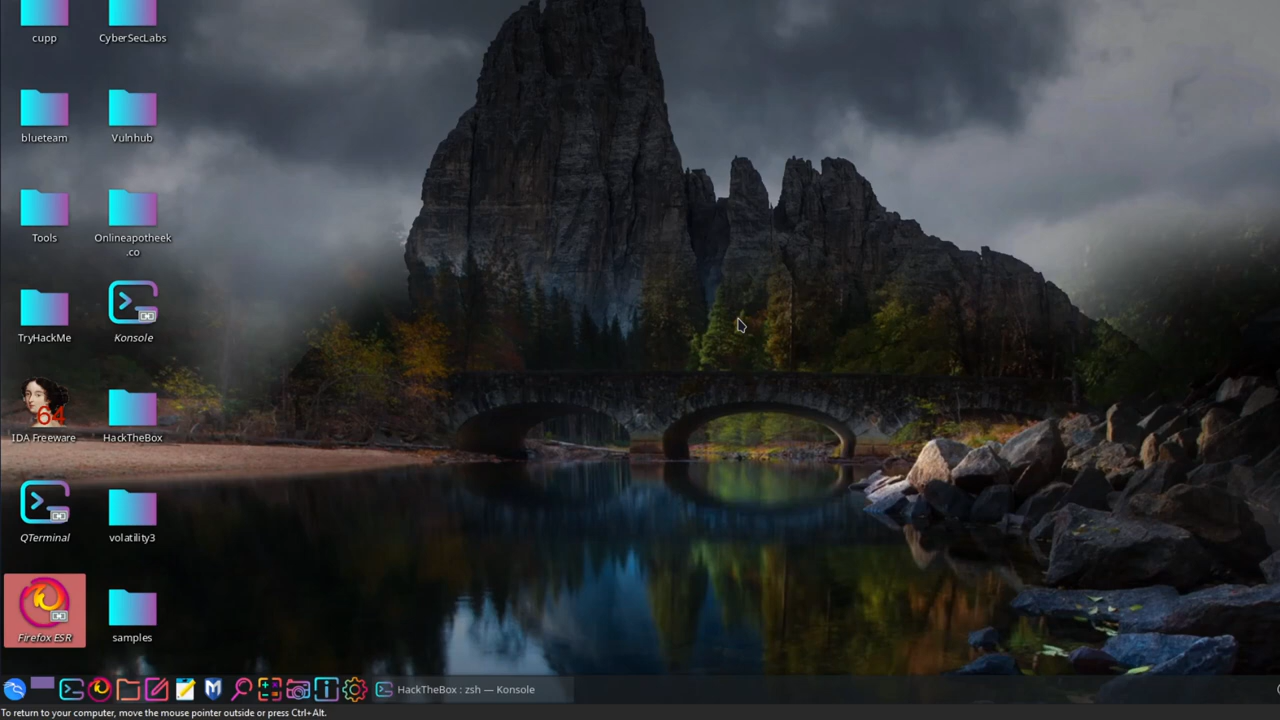 cupp
CyberSecLabs
blueteam
Vulnhub
Tools
Onlineapotheek
.co
TryHackMe
Konsole
64
IDA Freeware
HackTheBox
QTerminal
volatility3
Firefox ESR
samples
HackTheBox : zsh — Konsole
To return to your computer, move the mouse pointer outside or press Ctrl+Alt.